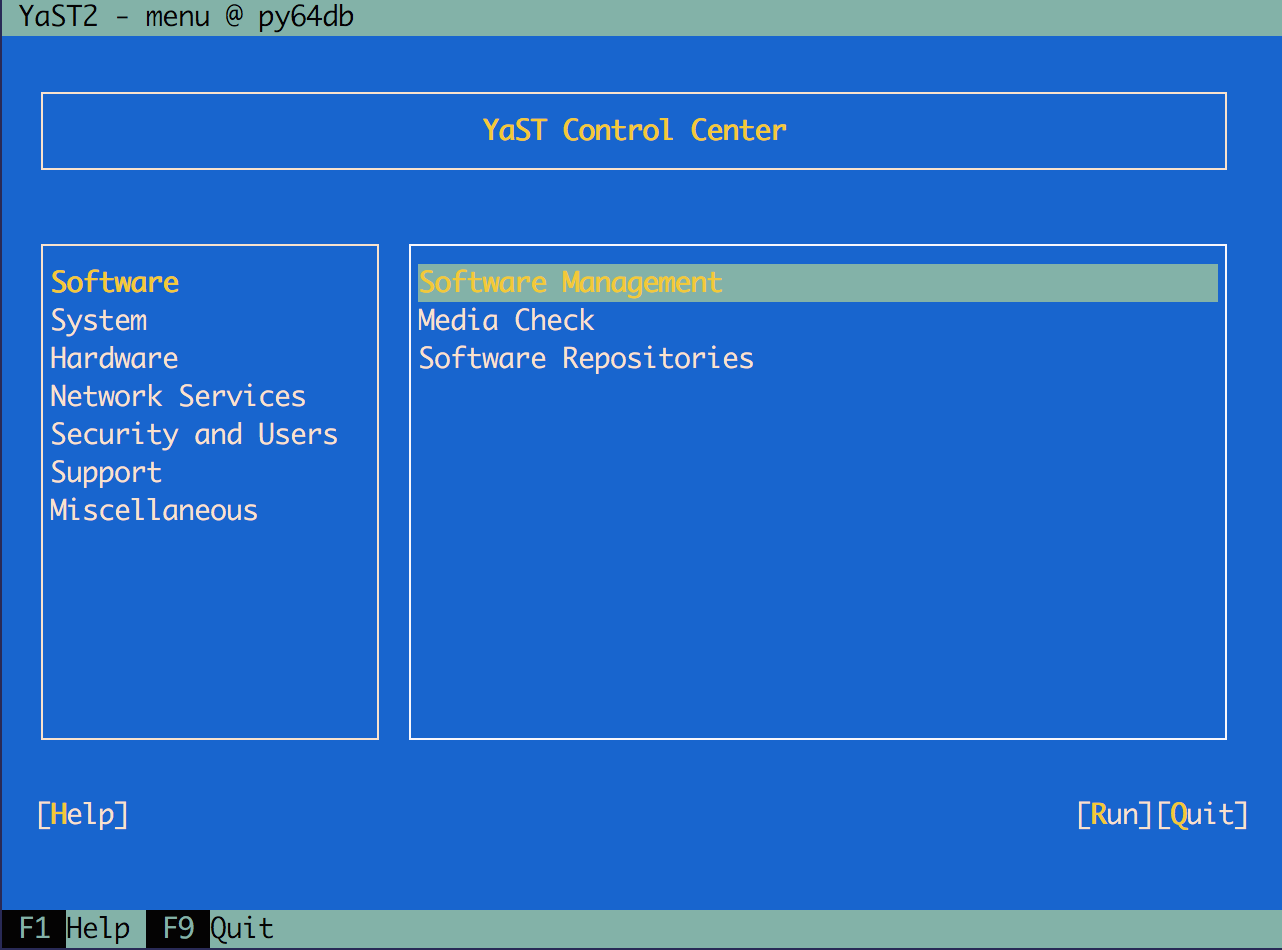 YaST2 - menu @ py64db
YaST Control Center
Software
System
Hardware
Network Services
Security and Users
Support
Miscellaneous
Software Management
Media Check
Software Repositories
[Help]
[Run][Quit]
F1 Help F9 Quit